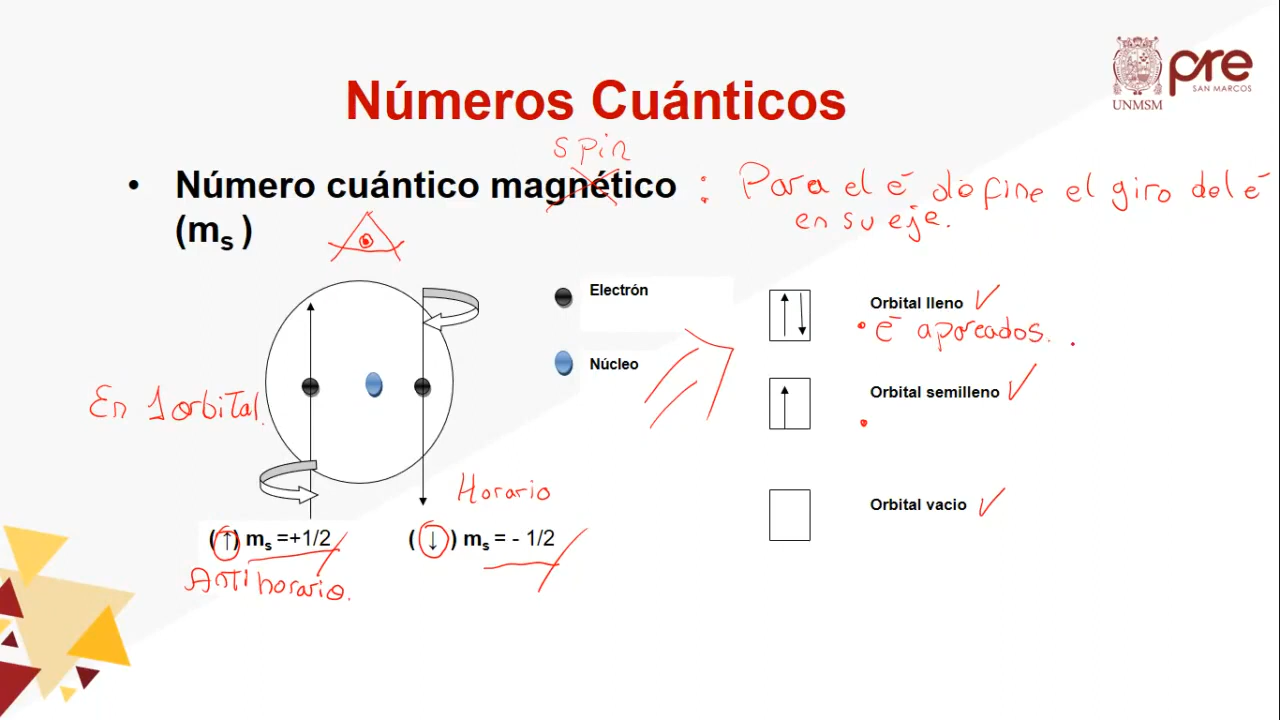 pre
SAN MARCOS
UNMSM
Números Cuánticos
spin
• Número cuántico magnético : Para el e⁻ define el giro del e⁻
en su eje.
(ms )
Electrón
Núcleo
Orbital lleno
• e⁻ apareados.
Orbital semilleno
•
Orbital vacio
En 1 orbital.
Horario
(↑) ms =+1/2
(↓) ms = - 1/2
Antihorario.